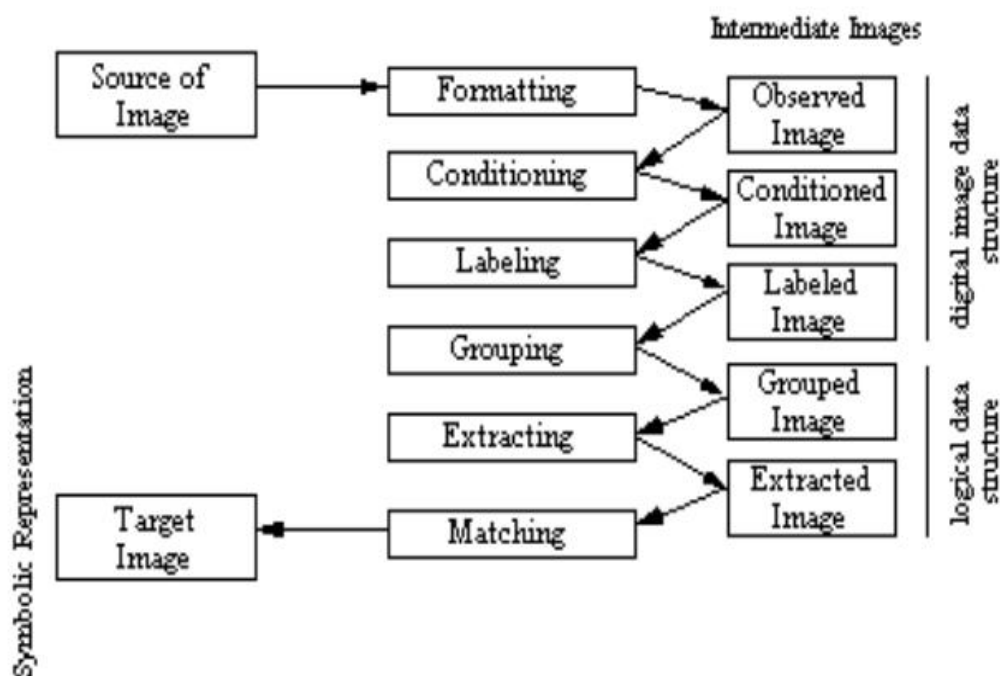 Intermediate Images
Source of
Image
Formatting
Observed
Image
Conditioning
Conditioned
Image
Labeling
Labeled
Image
Grouping
Grouped
Image
Extracting
Extracted
Image
Matching
Target
Image
digital image data
structure
logical data
structure
Symbolic Representation